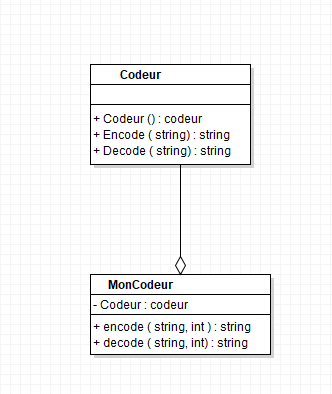 Codeur
+ Codeur () : codeur
+ Encode ( string) : string
+ Decode ( string) : string
MonCodeur
- Codeur : codeur
+ encode ( string, int ) : string
+ decode ( string, int) : string